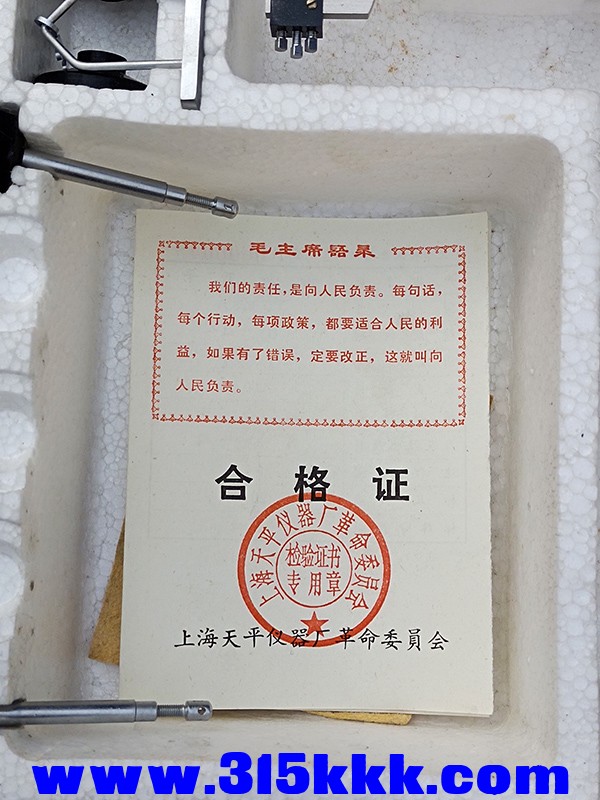 毛主席语录
我们的责任，是向人民负责。每句话，
每个行动，每项政策，都要适合人民的利
益，如果有了错误，定要改正，这就叫向
人民负责。
合格证
上海天平仪器厂革命委员会
检验证书
专用章
上海天平仪器厂革命委員会
www.315kkk.com